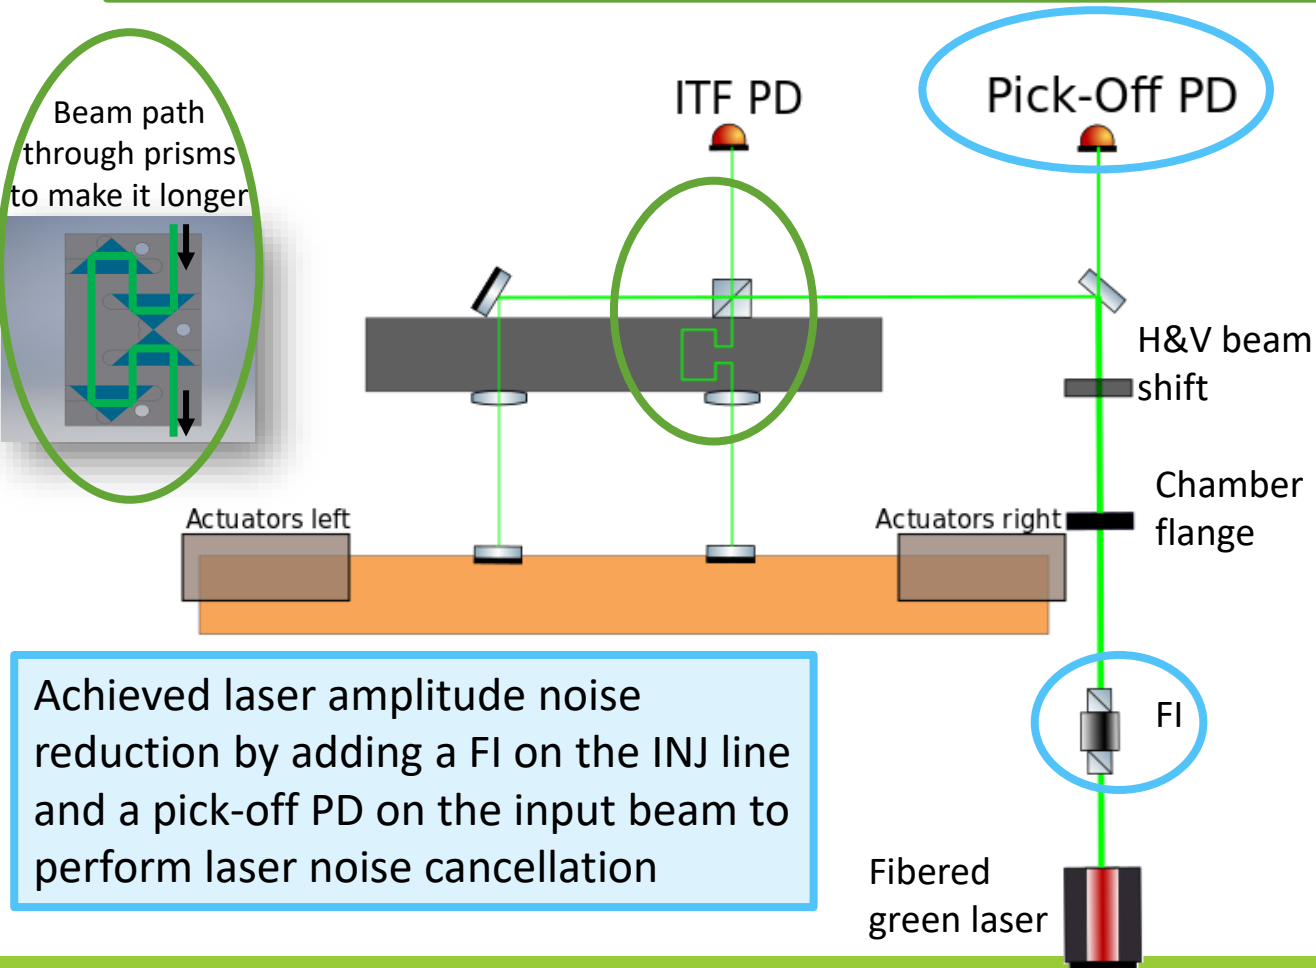 Beam path
through prisms
to make it longer
ITF PD
Pick-Off PD
H&V beam
shift
Chamber
flange
Actuators left
Actuators right
FI
Achieved laser amplitude noise
reduction by adding a FI on the INJ line
and a pick-off PD on the input beam to
perform laser noise cancellation
Fibered
green laser